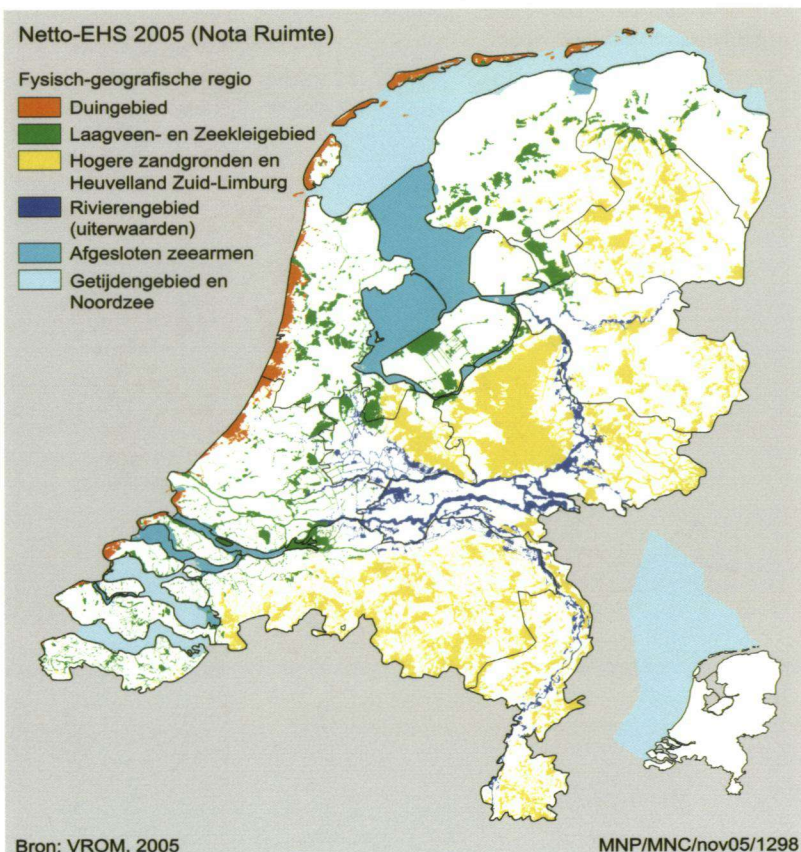 Netto-EHS 2005 (Nota Ruimte)
Fysisch-geografische regio
Duingebied
Laagveen- en Zeekleigebied
Hogere zandgronden en
Heuvelland Zuid-Limburg
Rivierengebied
(uiterwaarden)
Afgesloten zeearmen
Getijdengebied en
Noordzee
Bron: VROM, 2005
MNP/MNC/nov05/1298